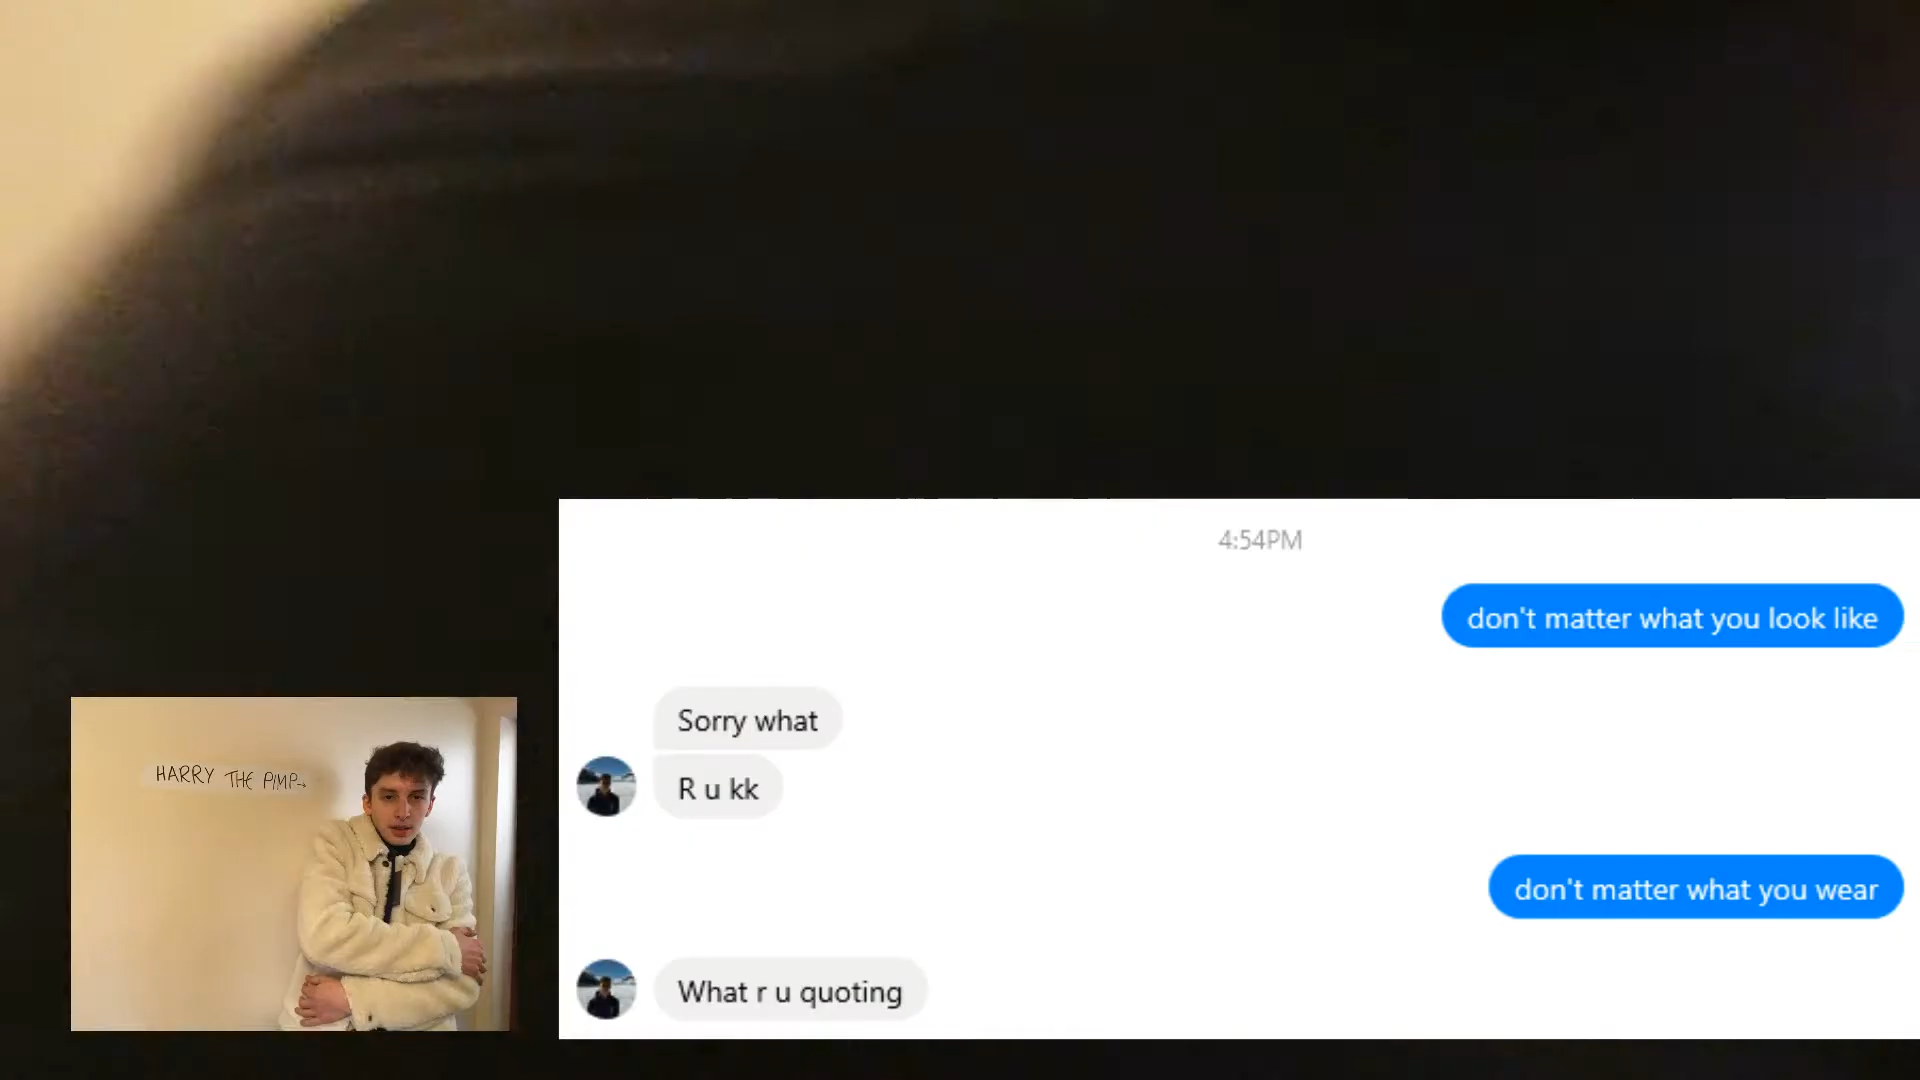 4:54PM
don't matter what you look like
Sorry what
R u kk
don't matter what you wear
What r u quoting
HARRY THE PIMP→